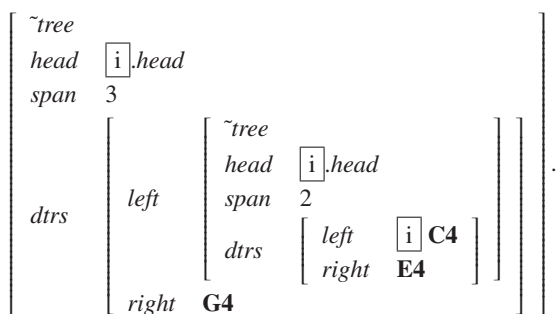 ˜tree
head i .head
span 3
˜tree
head i .head
left span 2
dtrs
dtrs left i C4
right E4
right G4
.